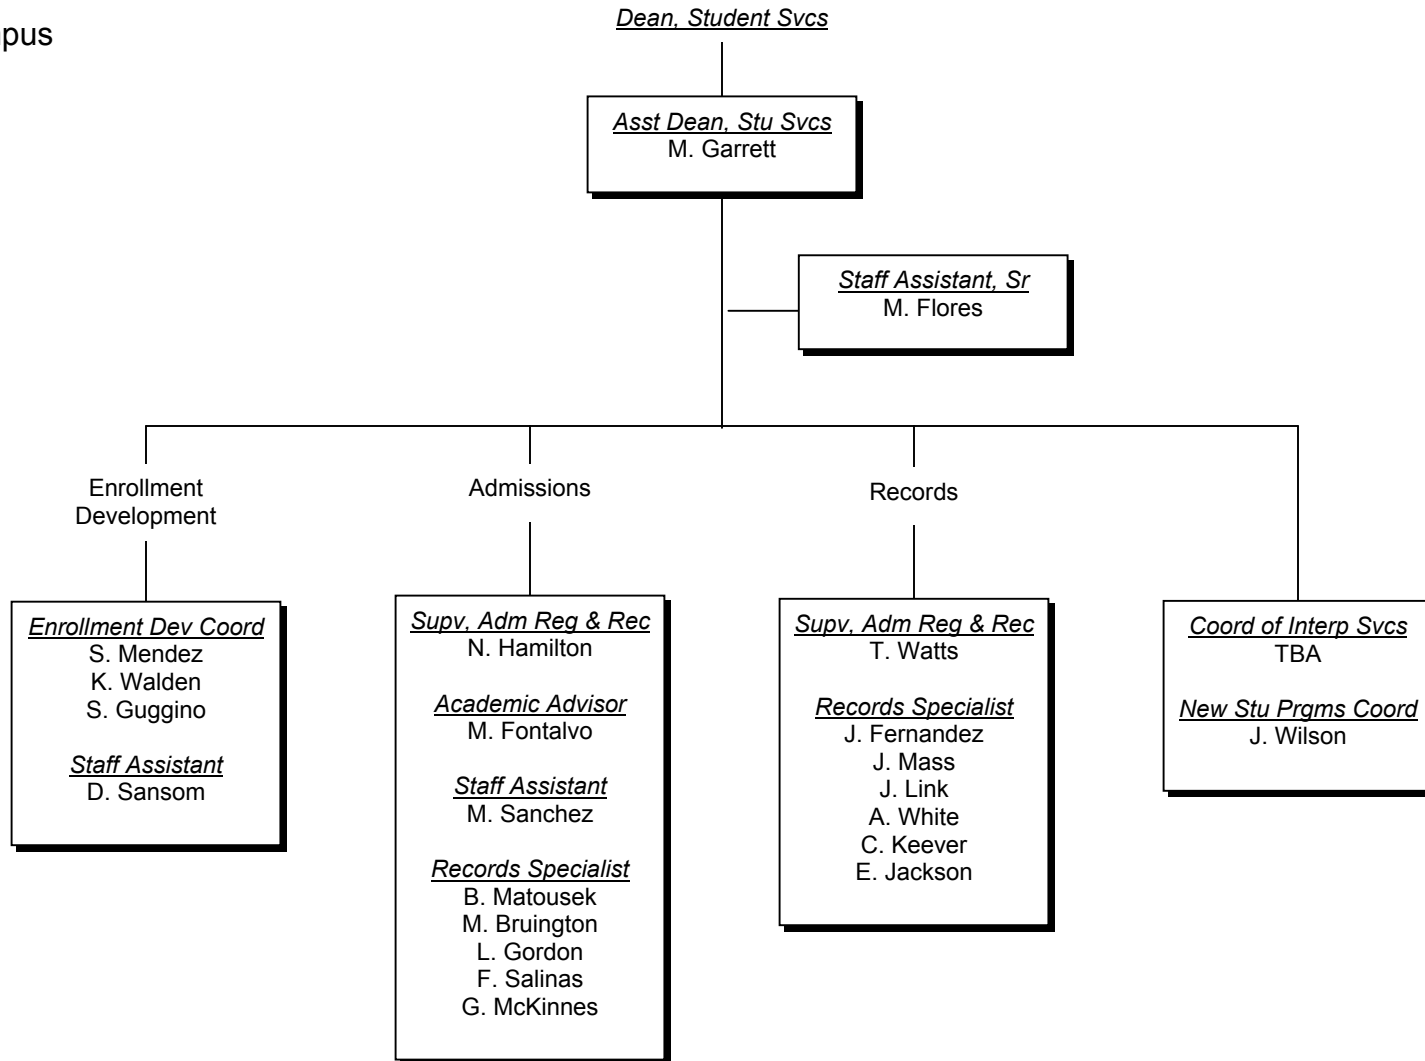 Dean, Student Svcs
Asst Dean, Stu Svcs
M. Garrett
Staff Assistant, Sr
M. Flores
Enrollment
Development
Enrollment Dev Coord
S. Mendez
K. Walden
S. Guggino
Staff Assistant
D. Sansom
Admissions
Supv, Adm Reg & Rec
N. Hamilton
Academic Advisor
M. Fontalvo
Staff Assistant
M. Sanchez
Records Specialist
B. Matousek
M. Bruington
L. Gordon
F. Salinas
G. McKinnes
Records
Supv, Adm Reg & Rec
T. Watts
Records Specialist
J. Fernandez
J. Mass
J. Link
A. White
C. Keever
E. Jackson
Coord of Interp Svcs
TBA
New Stu Prgms Coord
J. Wilson